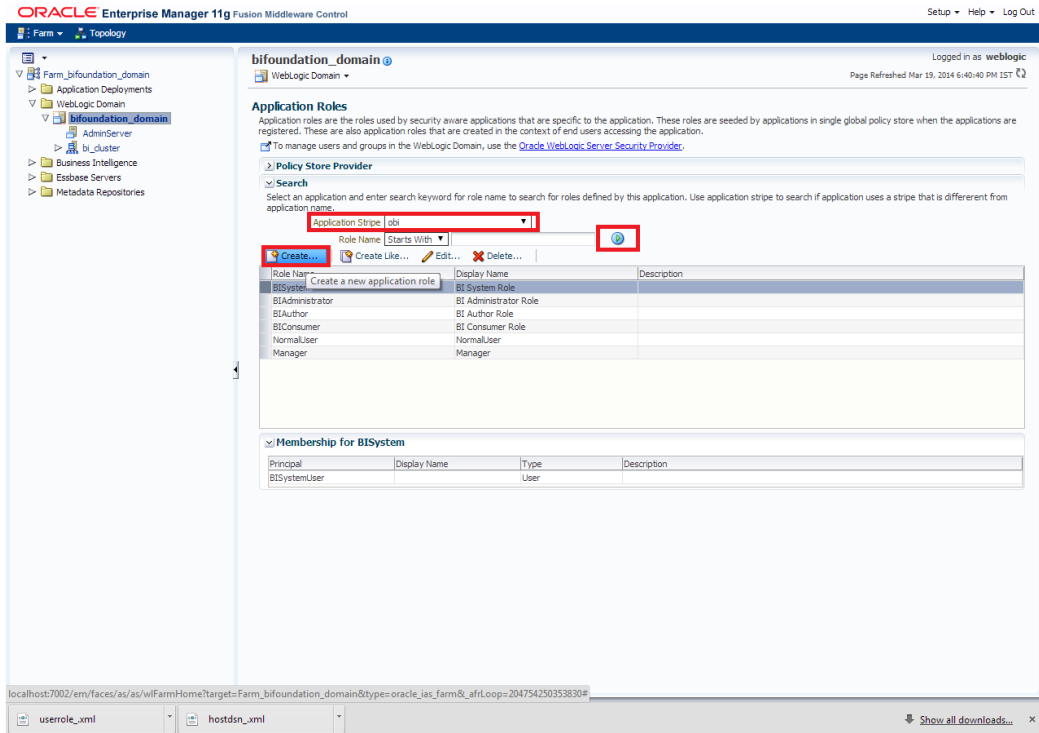 ORACLE Enterprise Manager 11g Fusion Middleware Control
Setup Help Log Out
Farm Topology
Farm_bifoundation_domain
Application Deployments
WebLogic Domain
bifoundation_domain
AdminServer
bi_cluster
Business Intelligence
Essbase Servers
Metadata Repositories
bifoundation_domain
Logged in as weblogic
WebLogic Domain
Page Refreshed Mar 19, 2014 6:40:40 PM IST
Application Roles
Application roles are the roles used by security aware applications that are specific to the application. These roles are seeded by applications in single global policy store when the applications are
registered. These are also application roles that are created in the context of end users accessing the application.
To manage users and groups in the WebLogic Domain, use the Oracle WebLogic Server Security Provider.
Policy Store Provider
Search
Select an application and enter search keyword for role name to search for roles defined by this application. Use application stripe to search if application uses a stripe that is differerent from
application name.
Application Stripe obi
Role Name Starts With
Create... Create Like... Edit... Delete...
Role Name Display Name Description
Create a new application role
BISystem BI System Role
BIAdministrator BI Administrator Role
BIAuthor BI Author Role
BIConsumer BI Consumer Role
NormalUser NormalUser
Manager Manager
Membership for BISystem
Principal Display Name Type Description
BISystemUser User
localhost:7002/em/faces/as/as/wlFarmHome?target=Farm_bifoundation_domain&type=oracle_ias_farm&_afrLoop=204754250353830#
userrole_.xml hostdsn_.xml Show all downloads...